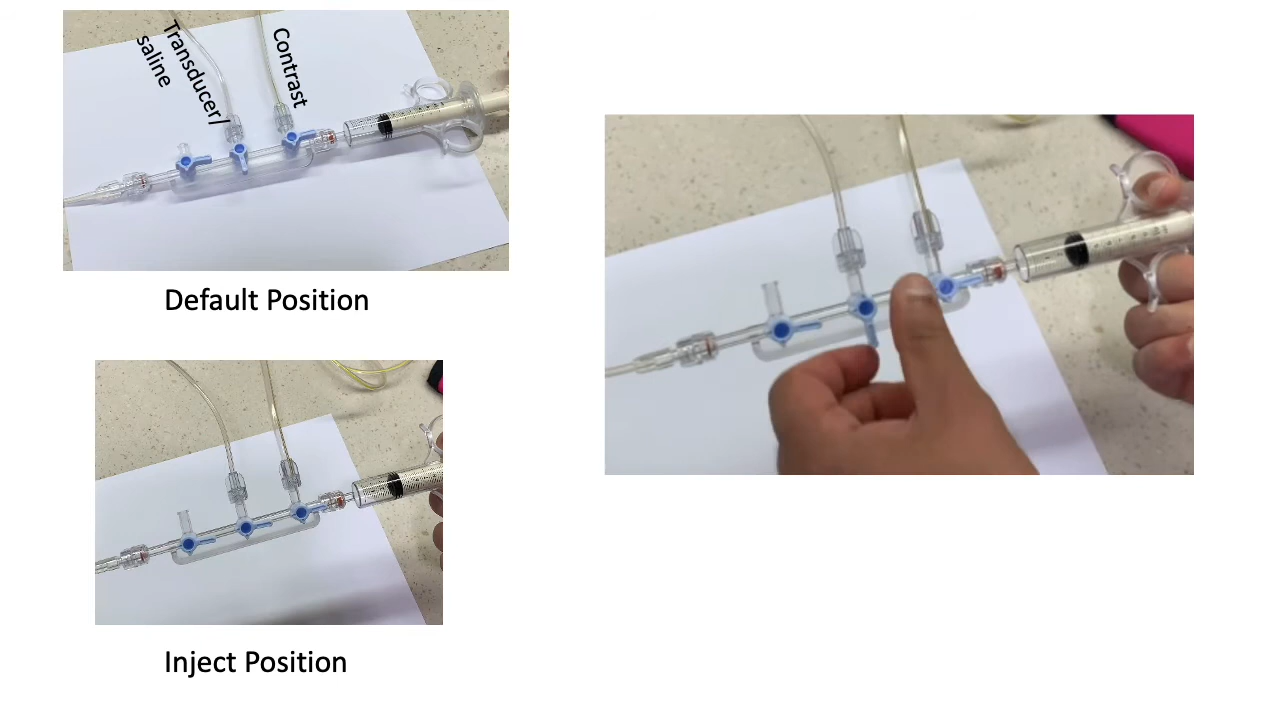 Transducer/
saline
Contrast
Default Position
Inject Position